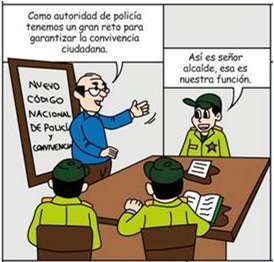 Como autoridad de policía
tenemos un gran reto para
garantizar la convivencia
ciudadana.
Así es señor
alcalde, esa es
nuestra función.
NUEVO
CÓDIGO
NACIONAL
DE POLICÍA
Y
CONVIVENCIA